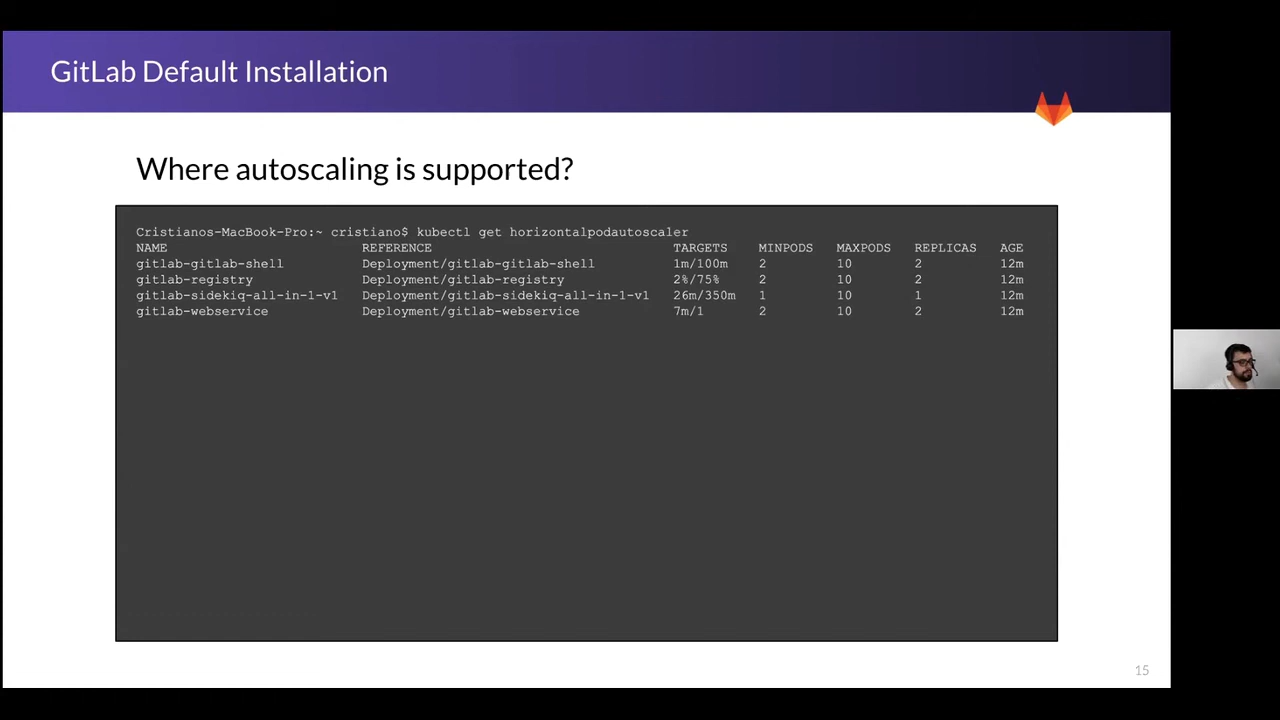 GitLab Default Installation
Where autoscaling is supported?
Cristianos-MacBook-Pro:~ cristiano$ kubectl get horizontalpodautoscaler
NAME REFERENCE TARGETS MINPODS MAXPODS REPLICAS AGE
gitlab-gitlab-shell Deployment/gitlab-gitlab-shell 1m/100m 2 10 2 12m
gitlab-registry Deployment/gitlab-registry 2%/75% 2 10 2 12m
gitlab-sidekiq-all-in-1-v1 Deployment/gitlab-sidekiq-all-in-1-v1 26m/350m 1 10 1 12m
gitlab-webservice Deployment/gitlab-webservice 7m/1 2 10 2 12m
15